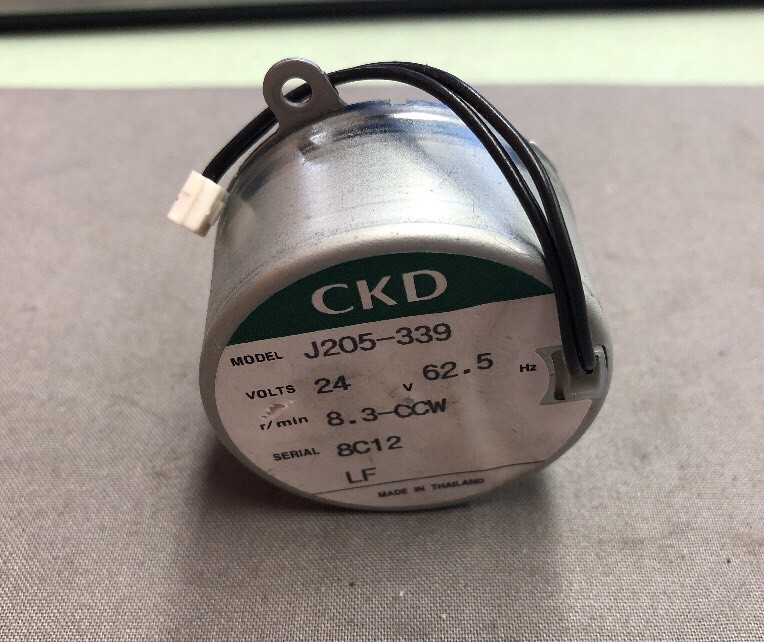 CKD
MODEL J205-339
VOLTS 24 V 62.5 Hz
r/min 8.3-CCW
SERIAL 8C12
LF
MADE IN THAILAND